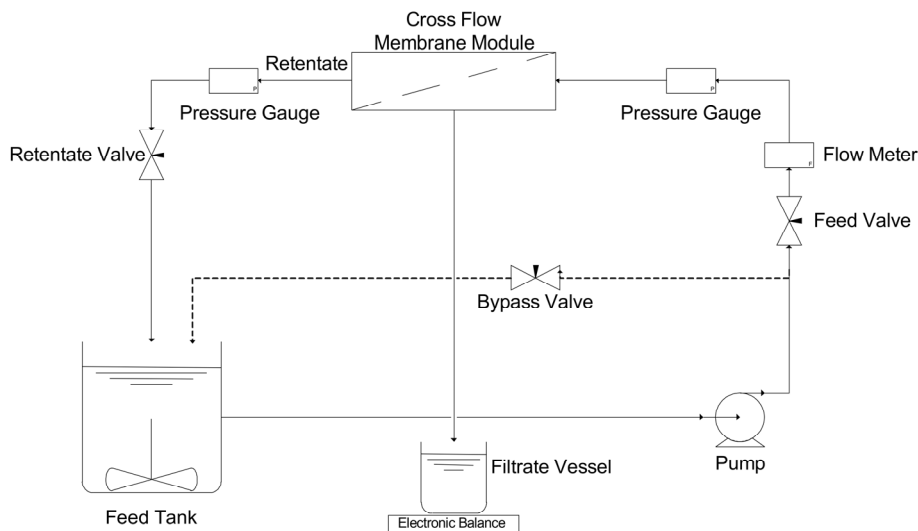 Cross Flow
Membrane Module
Retentate
P
P
Pressure Gauge
Pressure Gauge
Retentate Valve
F
Flow Meter
Feed Valve
Bypass Valve
Filtrate Vessel
Pump
Feed Tank
Electronic Balance